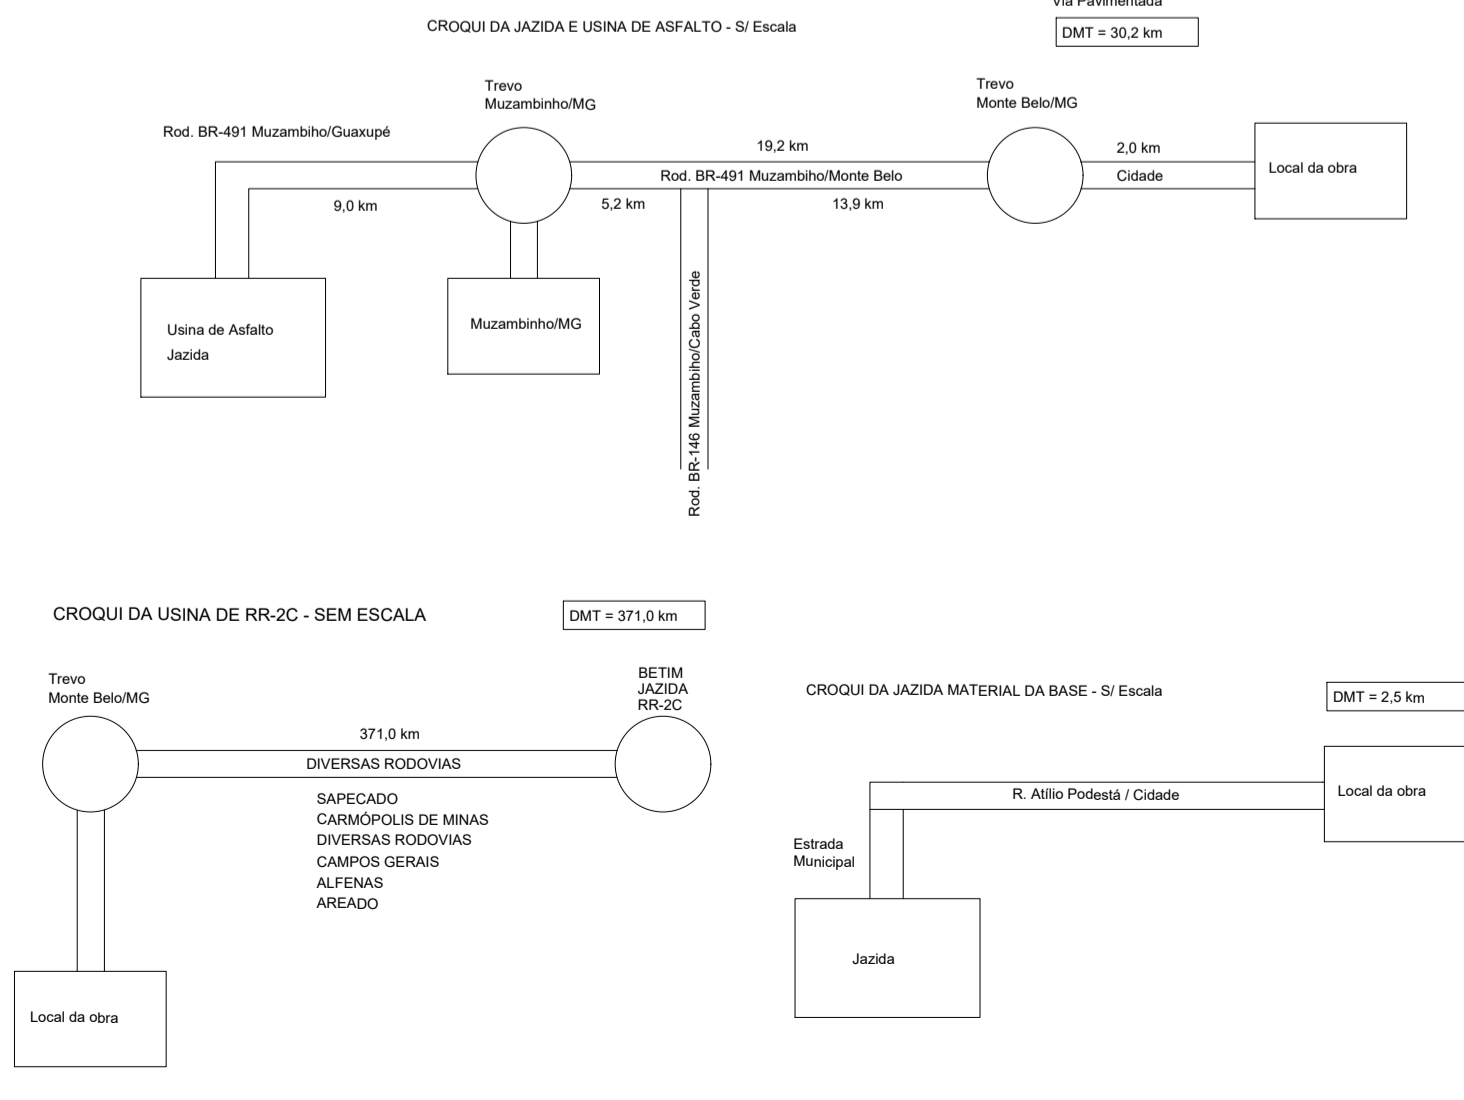 Via Pavimentada
CROQUI DA JAZIDA E USINA DE ASFALTO - S/ Escala
DMT = 30,2 km
Trevo
Muzambinho/MG
Trevo
Monte Belo/MG
Rod. BR-491 Muzambiho/Guaxupé
19,2 km
2,0 km
Local da obra
Rod. BR-491 Muzambiho/Monte Belo
Cidade
9,0 km
5,2 km
13,9 km
Rod. BR-146 Muzambiho/Cabo Verde
Usina de Asfalto
Jazida
Muzambinho/MG
CROQUI DA USINA DE RR-2C - SEM ESCALA
DMT = 371,0 km
Trevo
Monte Belo/MG
BETIM
JAZIDA
RR-2C
371,0 km
DIVERSAS RODOVIAS
SAPECADO
CARMÓPOLIS DE MINAS
DIVERSAS RODOVIAS
CAMPOS GERAIS
ALFENAS
AREADO
Local da obra
CROQUI DA JAZIDA MATERIAL DA BASE - S/ Escala
DMT = 2,5 km
R. Atílio Podestá / Cidade
Local da obra
Estrada
Municipal
Jazida